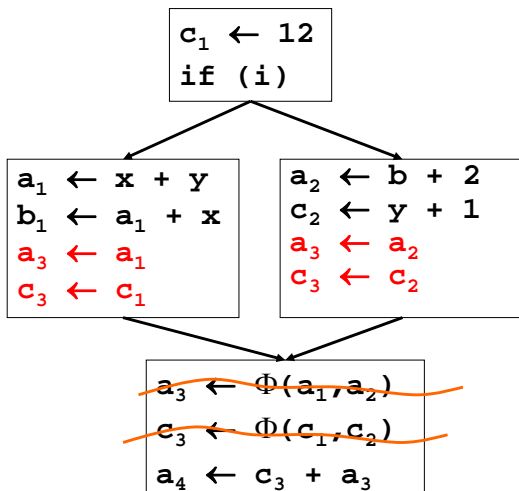 c₁ ← 12
if (i)
a₁ ← x + y
b₁ ← a₁ + x
a₃ ← a₁
c₃ ← c₁
a₂ ← b + 2
c₂ ← y + 1
a₃ ← a₂
c₃ ← c₂
a₃ ← Φ(a₁,a₂)
c₃ ← Φ(c₁,c₂)
a₄ ← c₃ + a₃